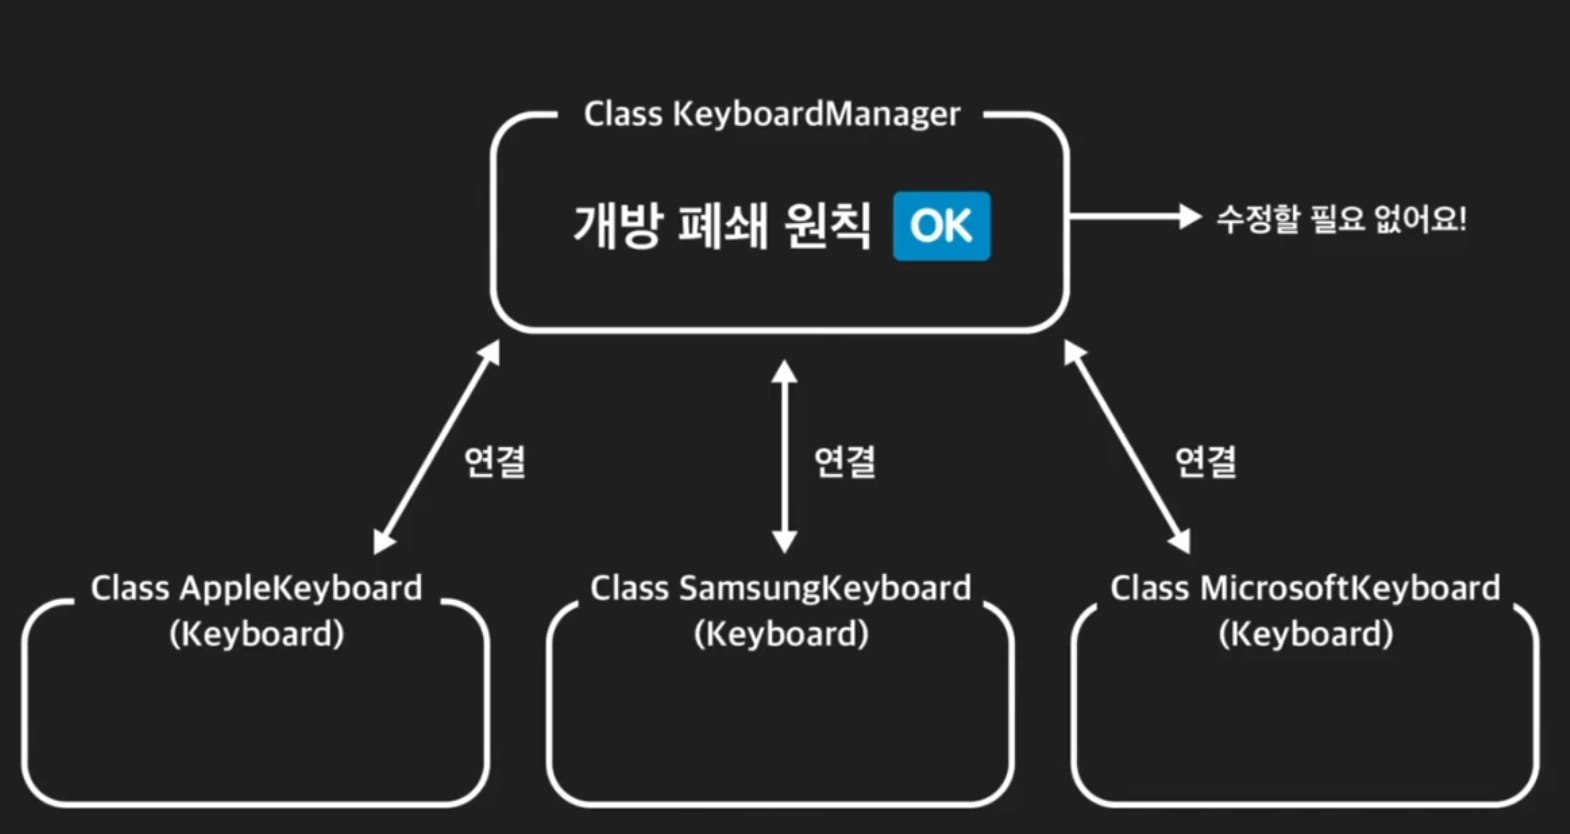 Class KeyboardManager
개방 폐쇄 원칙 OK
수정할 필요 없어요!
연결
연결
연결
Class AppleKeyboard
(Keyboard)
Class SamsungKeyboard
(Keyboard)
Class MicrosoftKeyboard
(Keyboard)